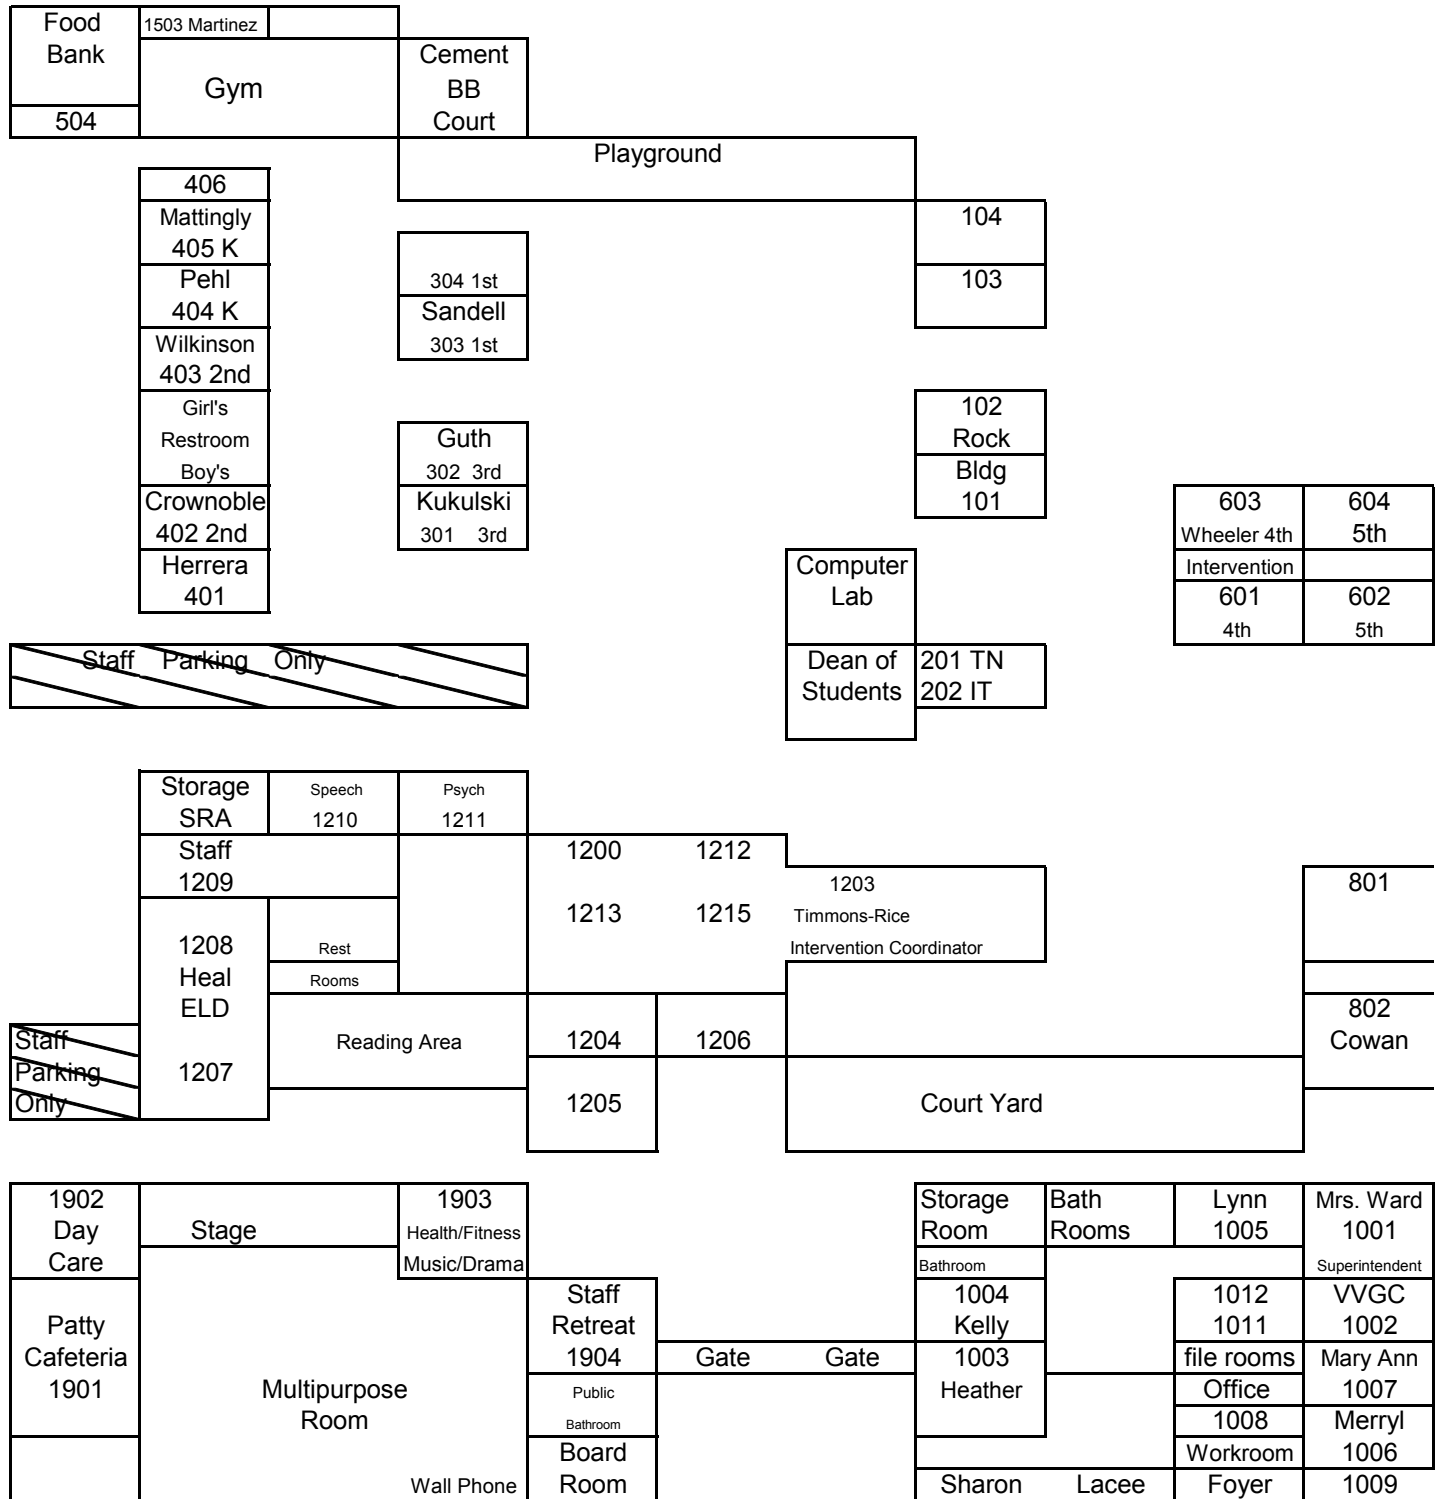 Food
Bank
504
1503 Martinez
Gym
Cement
BB
Court
Playground
406
Mattingly
405 K
Pehl
404 K
Wilkinson
403 2nd
Girl's
Restroom
Boy's
Crownoble
402 2nd
Herrera
401
304 1st
Sandell
303 1st
Guth
302 3rd
Kukulski
301 3rd
104
103
102
Rock
Bldg
101
603
Wheeler 4th
604
5th
Intervention
601
4th
602
5th
Computer
Lab
Dean of
Students
201 TN
202 IT
Staff Parking Only
Storage
SRA
Speech
1210
Psych
1211
Staff
1209
1200 1212
1213 1215
1203
Timmons-Rice
Intervention Coordinator
801
802
Cowan
1208
Heal
ELD
1207
Rest
Rooms
Reading Area
1204
1206
1205
Court Yard
Staff
Parking
Only
1902
Day
Care
Stage
1903
Health/Fitness
Music/Drama
Patty
Cafeteria
1901
Multipurpose
Room
Wall Phone
Staff
Retreat
1904
Public
Bathroom
Board
Room
Gate Gate
Storage
Room
Bath
Rooms
Lynn
1005
Mrs. Ward
1001
Superintendent
Bathroom
1004
Kelly
1003
Heather
1012
1011
file rooms
Office
1008
Workroom
Foyer
VVGC
1002
Mary Ann
1007
Merryl
1006
1009
Sharon Lacee